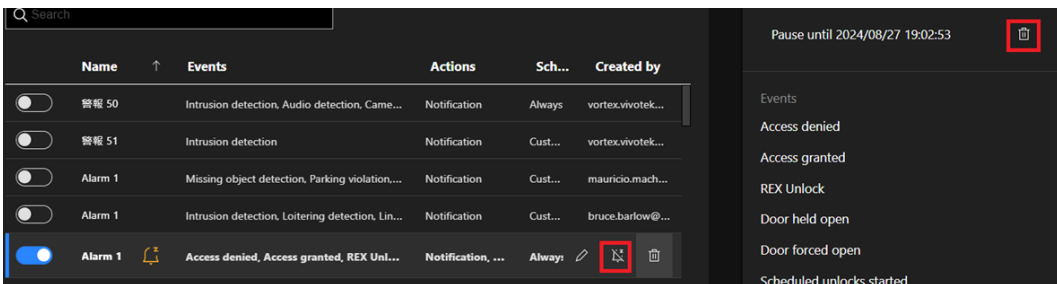 Search
Name ↑ Events Actions Sch... Created by
警報 50 Intrusion detection, Audio detection, Came... Notification Always vortex.vivotek...
警報 51 Intrusion detection Notification Cust... vortex.vivotek...
Alarm 1 Missing object detection, Parking violation,... Notification Cust... mauricio.mach...
Alarm 1 Intrusion detection, Loitering detection, Lin... Notification Cust... bruce.barlow@...
Alarm 1 Access denied, Access granted, REX Unl... Notification, ... Always
Pause until 2024/08/27 19:02:53
Events
Access denied
Access granted
REX Unlock
Door held open
Door forced open
Scheduled unlocks started